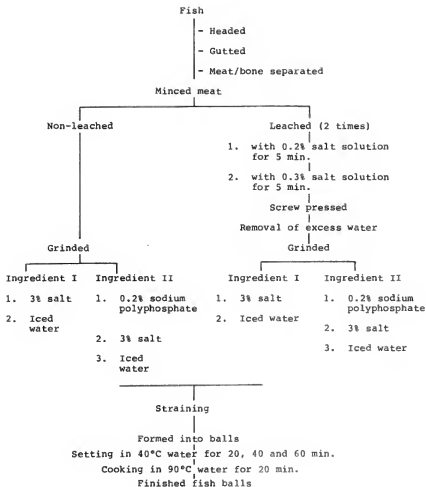 Fish
- Headed
- Gutted
- Meat/bone separated
Minced meat
Non-leached
Leached (2 times)
1. with 0.2% salt solution
for 5 min.
2. with 0.3% salt solution
for 5 min.
Screw pressed
Removal of excess water
Grinded
Grinded
Ingredient I
1. 3% salt
2. Iced
water
Ingredient II
1. 0.2% sodium
polyphosphate
2. 3% salt
3. Iced
water
Ingredient I
1. 3% salt
2. Iced water
Ingredient II
1. 0.2% sodium
polyphosphate
2. 3% salt
3. Iced water
Straining
Formed into balls
Setting in 40°C water for 20, 40 and 60 min.
Cooking in 90°C water for 20 min.
Finished fish balls